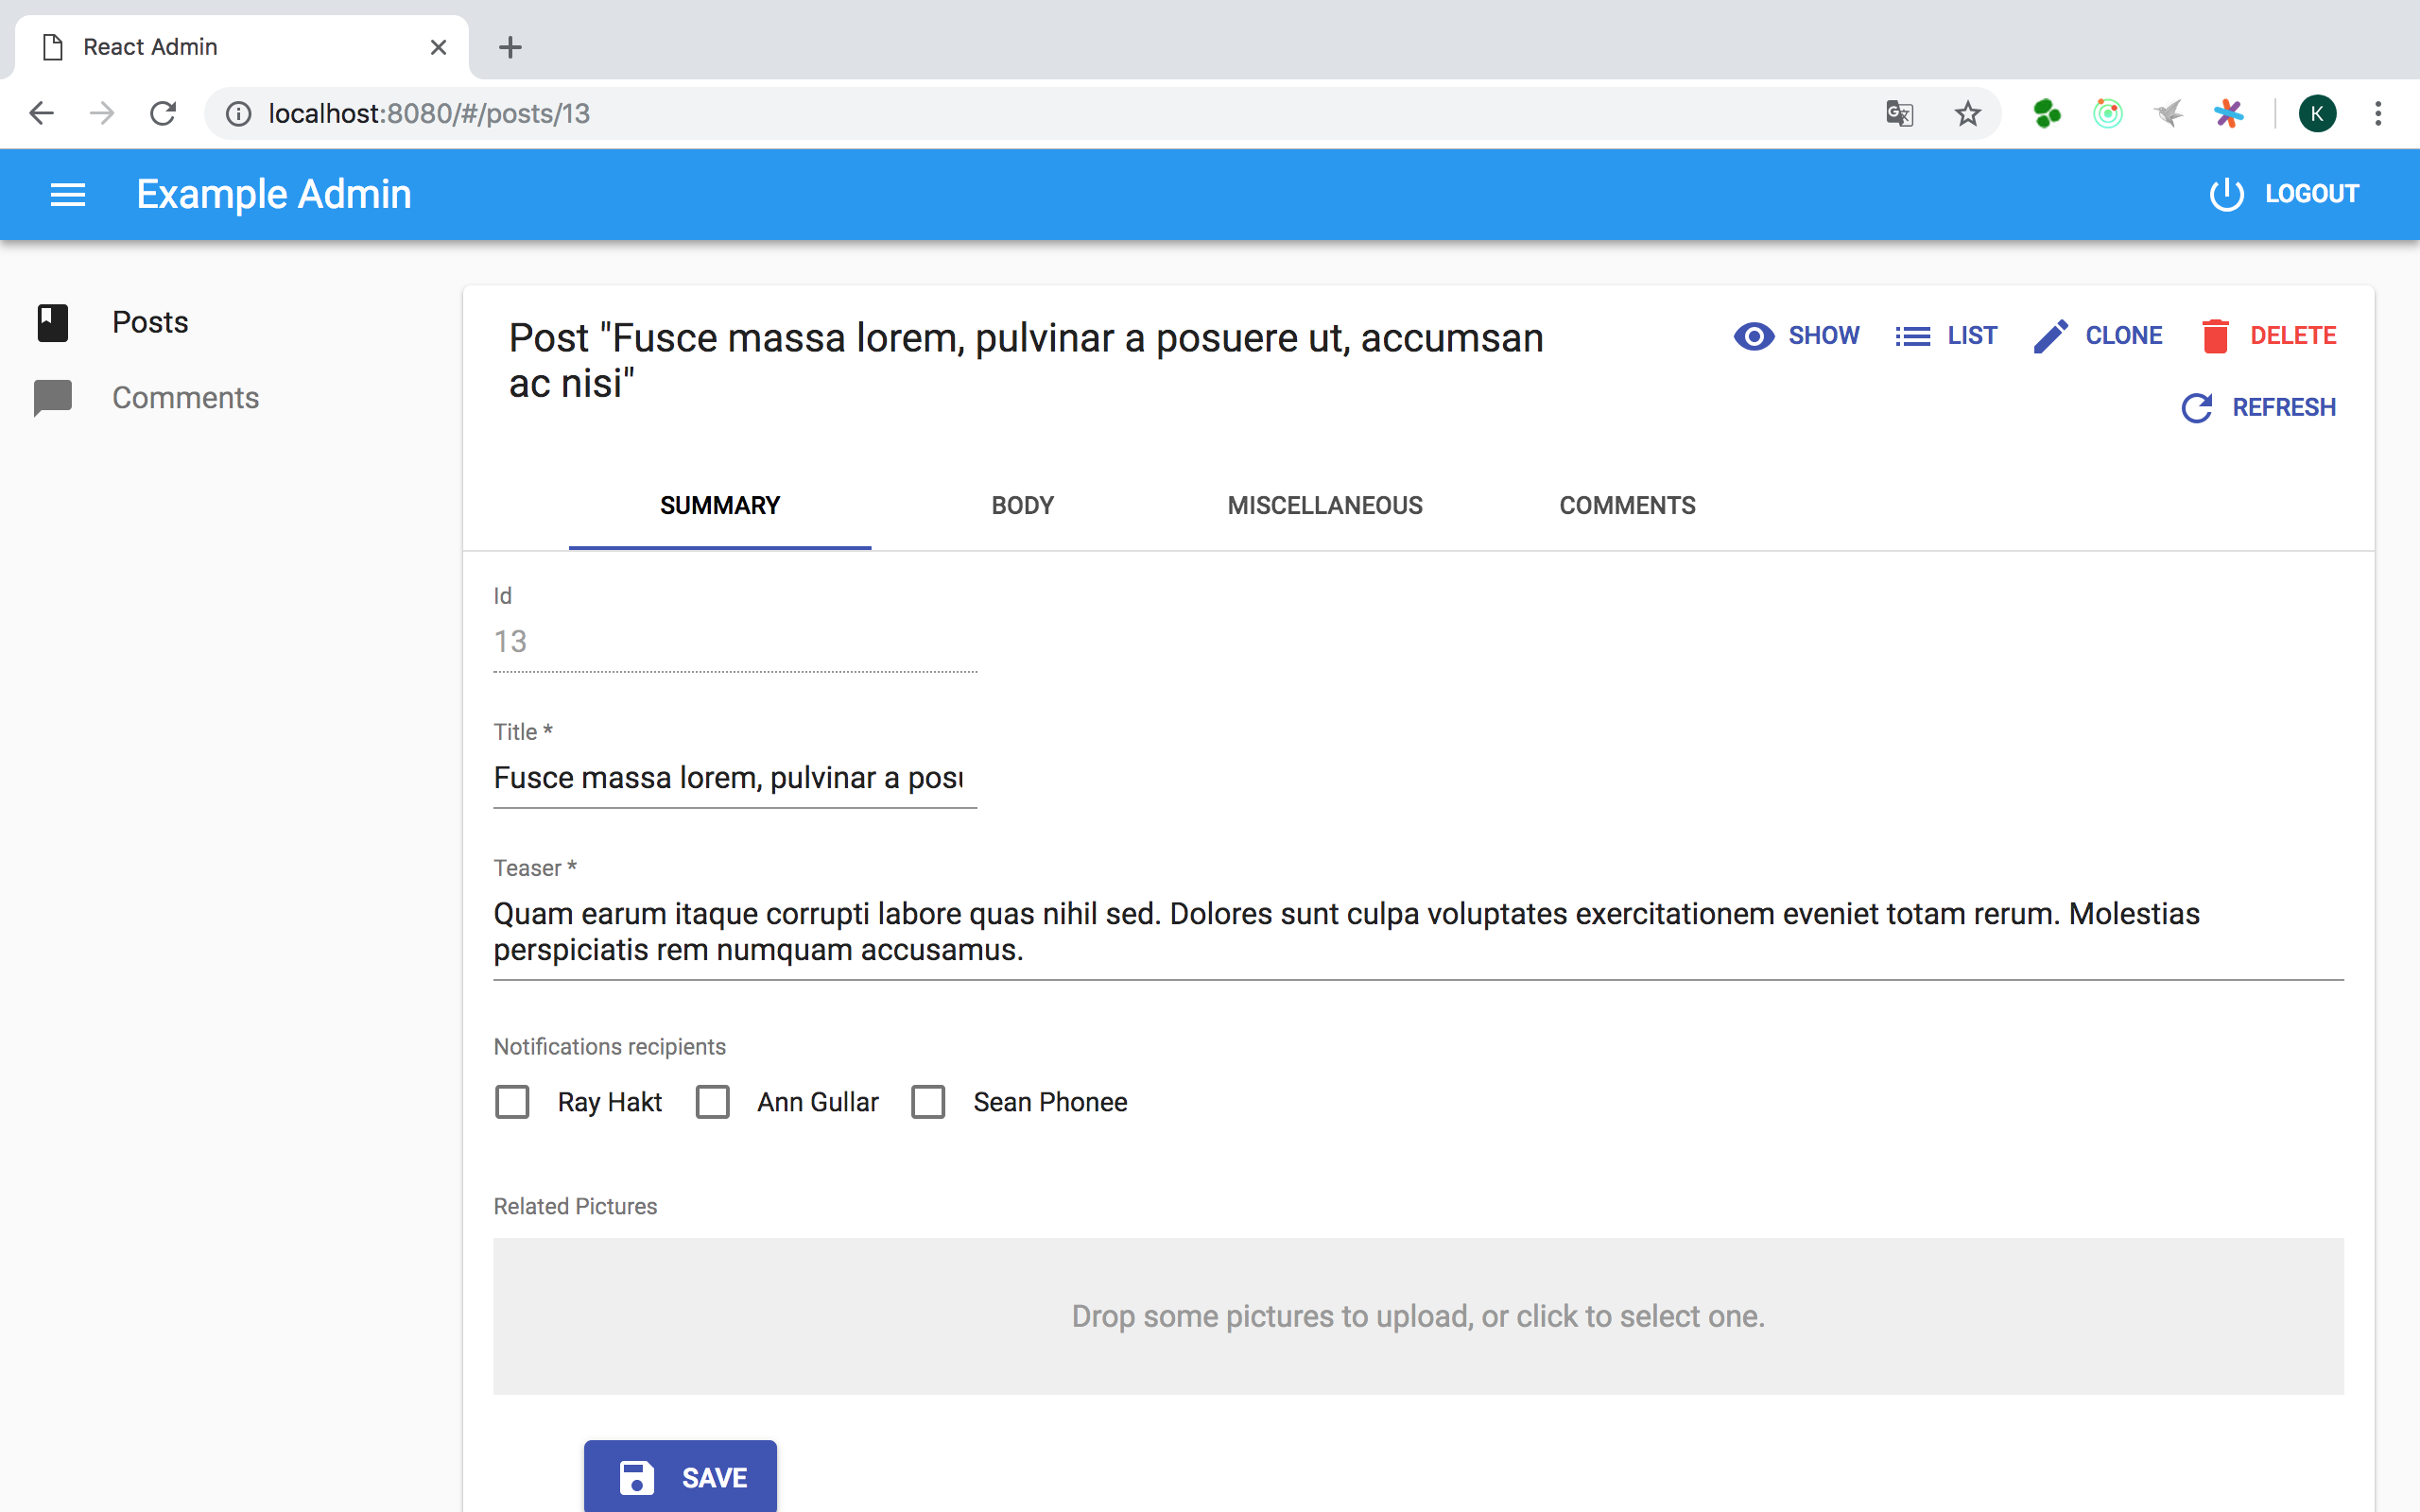 React Admin
localhost:8080/#/posts/13
K
Example Admin
LOGOUT
Posts
Comments
Post "Fusce massa lorem, pulvinar a posuere ut, accumsan
ac nisi"
SHOW
LIST
CLONE
DELETE
REFRESH
SUMMARY
BODY
MISCELLANEOUS
COMMENTS
Id
13
Title *
Fusce massa lorem, pulvinar a posu
Teaser *
Quam earum itaque corrupti labore quas nihil sed. Dolores sunt culpa voluptates exercitationem eveniet totam rerum. Molestias
perspiciatis rem numquam accusamus.
Notifications recipients
Ray Hakt
Ann Gullar
Sean Phonee
Related Pictures
Drop some pictures to upload, or click to select one.
SAVE